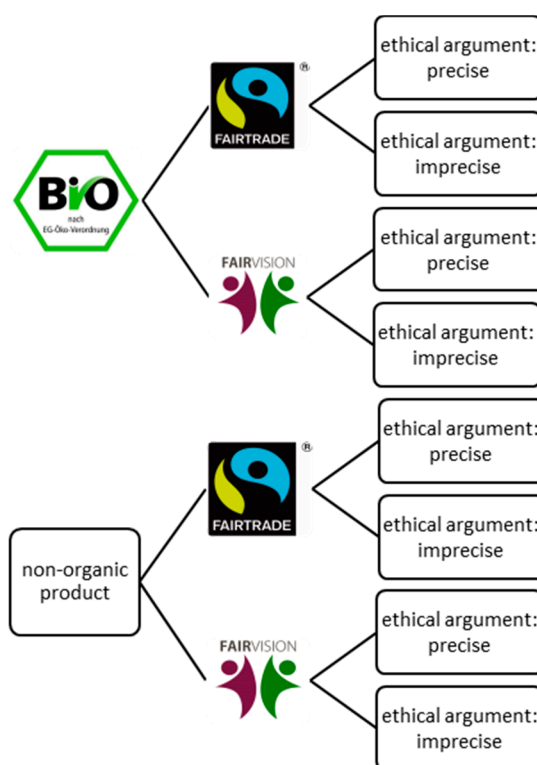 ethical argument:
precise
®
FAIRTRADE
ethical argument:
imprecise
Bio
nach
EG-Öko-Verordnung
ethical argument:
precise
FAIRVISION
ethical argument:
imprecise
ethical argument:
precise
®
FAIRTRADE
ethical argument:
imprecise
non-organic
product
ethical argument:
precise
FAIRVISION
ethical argument:
imprecise